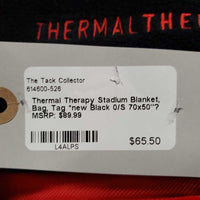 THERMALTHE
The Tack Collector
614600-526
Thermal Therapy Stadium Blanket,
Bag, Tag *new Black 0/S 70x50"?
MSRP: $89.99
$65.50
L4ALPS